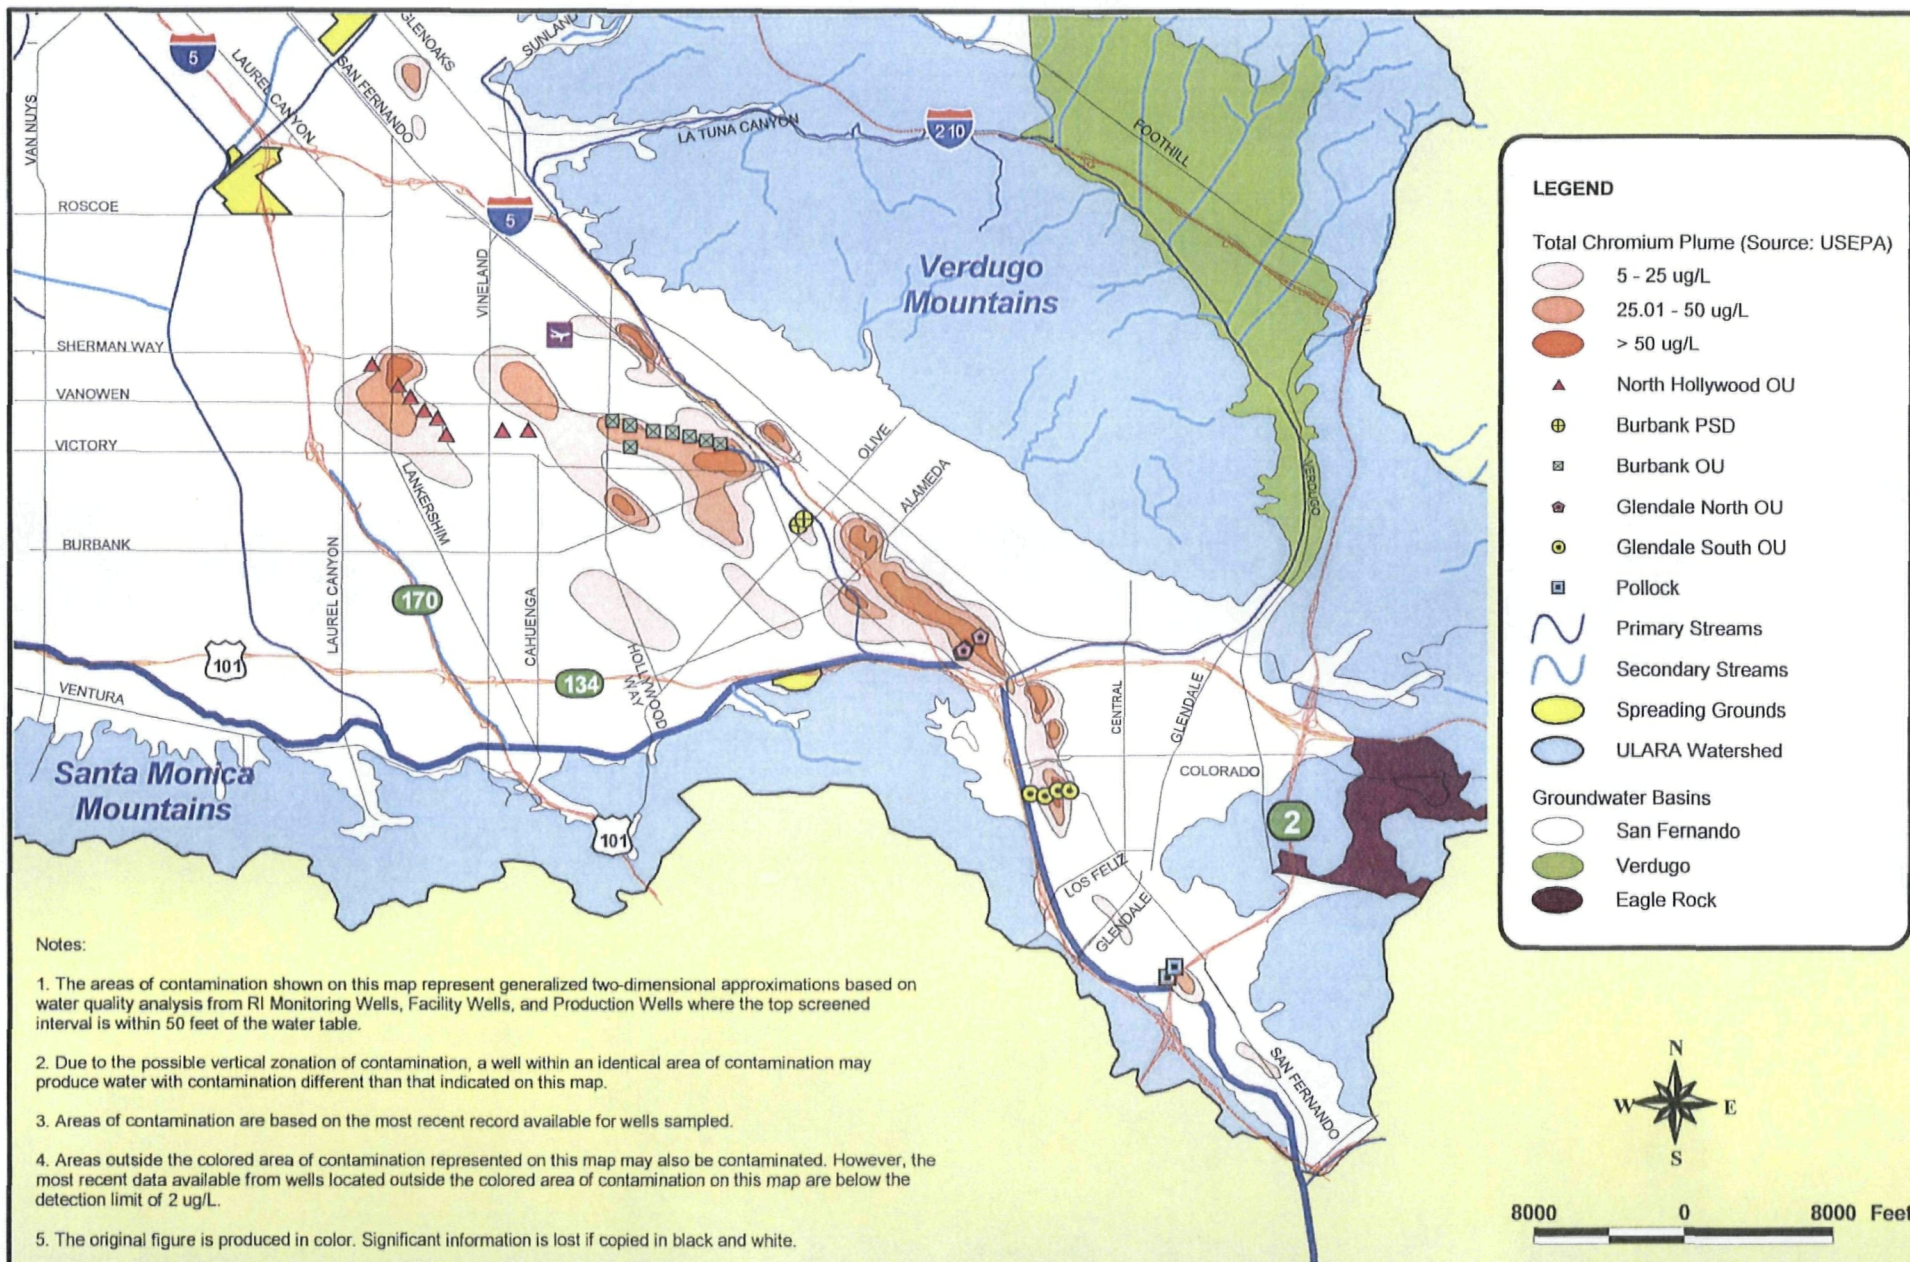 GLENOAKS
SUNLAND
5
LAUREL CANYON
SAN FERNANDO
VAN NUYS
LA TUNA CANYON
210
FOOTHILL
ROSCOE
5
VINELAND
Verdugo
Mountains
SHERMAN WAY
VANOWEN
VICTORY
LANKERSHIM
OLIVE
ALAMEDA
VERDUGO
BURBANK
LAUREL CANYON
170
CAHUENGA
HOLLYWOOD
WAY
101
134
VENTURA
CENTRAL
GLENDALE
COLORADO
Santa Monica
Mountains
101
2
LOS FELIZ
GLENDALE
SAN FERNANDO
LEGEND
Total Chromium Plume (Source: USEPA)
5 - 25 ug/L
25.01 - 50 ug/L
> 50 ug/L
North Hollywood OU
Burbank PSD
Burbank OU
Glendale North OU
Glendale South OU
Pollock
Primary Streams
Secondary Streams
Spreading Grounds
ULARA Watershed
Groundwater Basins
San Fernando
Verdugo
Eagle Rock
Notes:
1. The areas of contamination shown on this map represent generalized two-dimensional approximations based on
water quality analysis from RI Monitoring Wells, Facility Wells, and Production Wells where the top screened
interval is within 50 feet of the water table.
2. Due to the possible vertical zonation of contamination, a well within an identical area of contamination may
produce water with contamination different than that indicated on this map.
3. Areas of contamination are based on the most recent record available for wells sampled.
4. Areas outside the colored area of contamination represented on this map may also be contaminated. However, the
most recent data available from wells located outside the colored area of contamination on this map are below the
detection limit of 2 ug/L.
5. The original figure is produced in color. Significant information is lost if copied in black and white.
N
W E
S
8000 0 8000 Feet